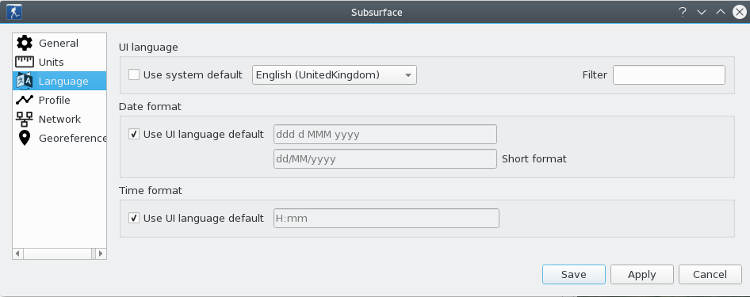 Subsurface
General
Units
Language
Profile
Network
Georeference
UI language
Use system default English (UnitedKingdom) Filter
Date format
Use UI language default ddd d MMM yyyy
dd/MM/yyyy Short format
Time format
Use UI language default H:mm
Save Apply Cancel